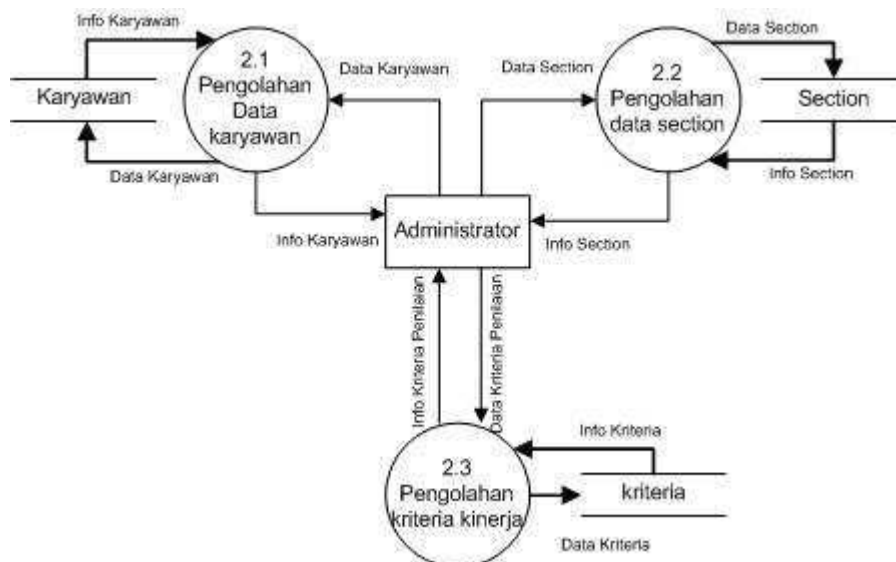 Info Karyawan
Data Section
2.1
Pengolahan
Data
karyawan
Data Karyawan
Data Section
2.2
Pengolahan
data section
Karyawan
Section
Data Karyawan
Info Section
Administrator
Info Karyawan
Info Section
Info Kriteria Penilaian
Data Kriteria Penilaian
Info Kriteria
2.3
Pengolahan
kriteria kinerja
kriteria
Data Kriteria